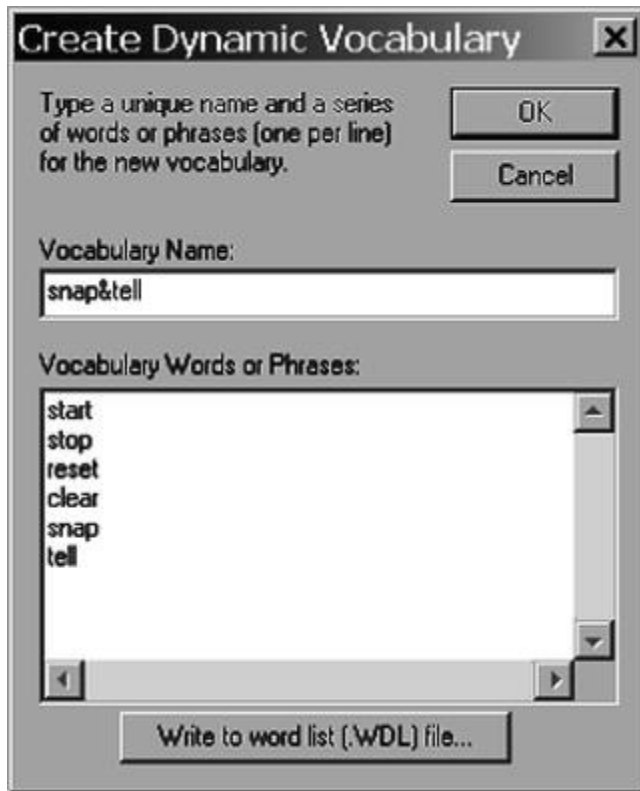 Create Dynamic Vocabulary
Type a unique name and a series
of words or phrases (one per line)
for the new vocabulary.
OK
Cancel
Vocabulary Name:
snap&tell
Vocabulary Words or Phrases:
start
stop
reset
clear
snap
tell
Write to word list (.WDL) file...